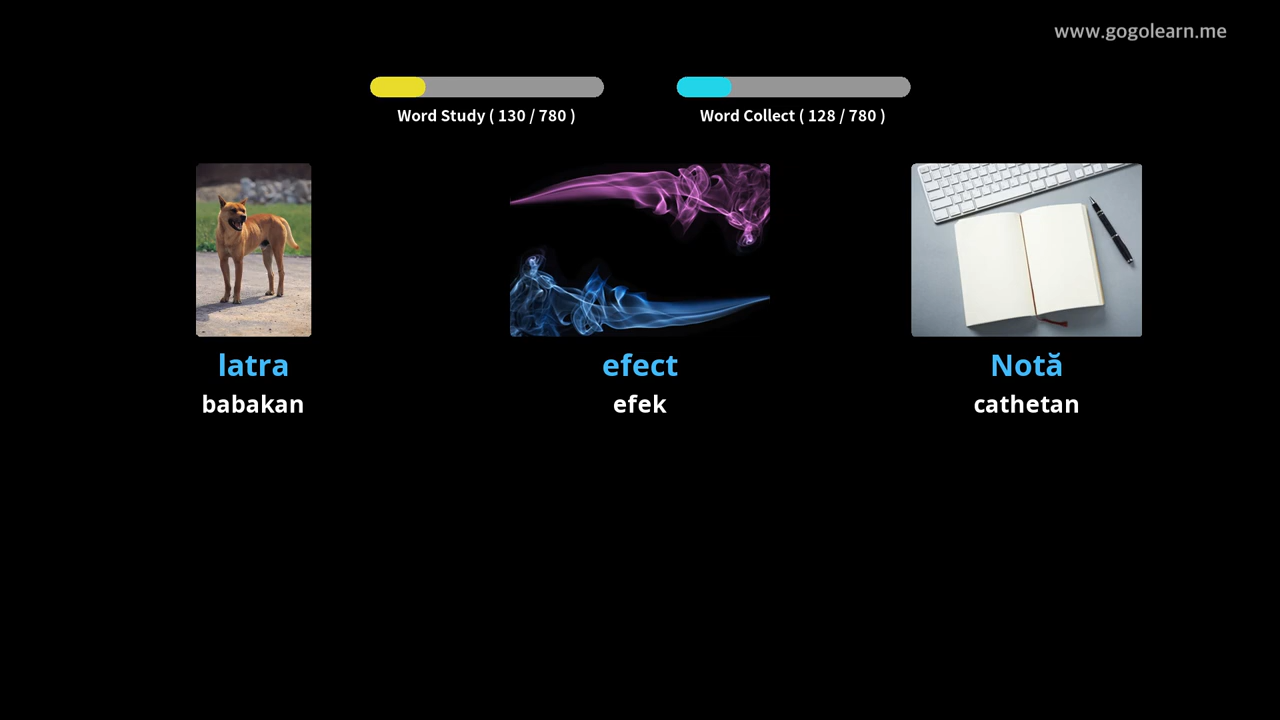 www.gogolearn.me
Word Study ( 130 / 780 )
Word Collect ( 128 / 780 )
latra
efect
Notă
babakan
efek
cathetan